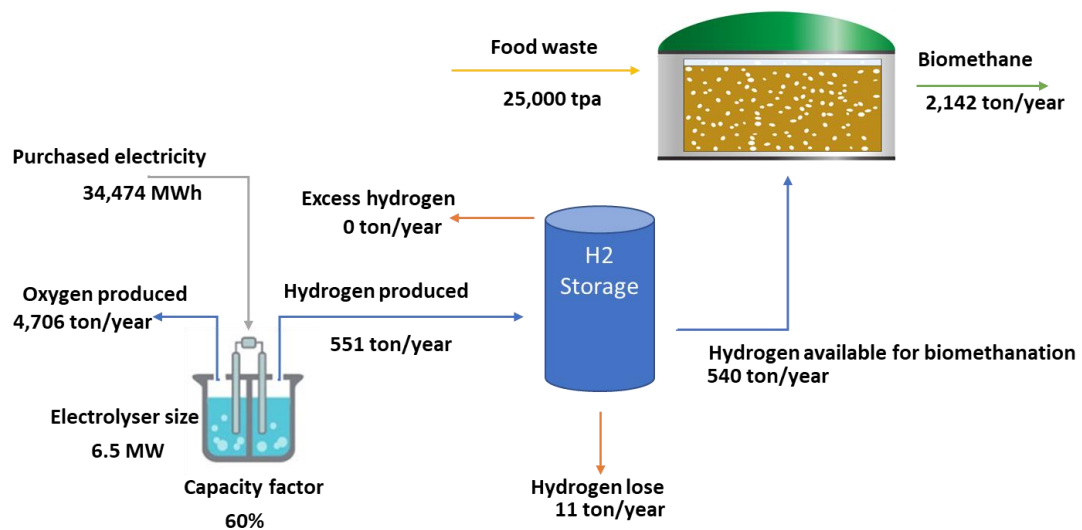 Food waste
25,000 tpa
Biomethane
2,142 ton/year
Purchased electricity
34,474 MWh
Excess hydrogen
0 ton/year
H2
Storage
Oxygen produced
4,706 ton/year
Hydrogen produced
551 ton/year
Hydrogen available for biomethanation
540 ton/year
Electrolyser size
6.5 MW
Capacity factor
60%
Hydrogen lose
11 ton/year